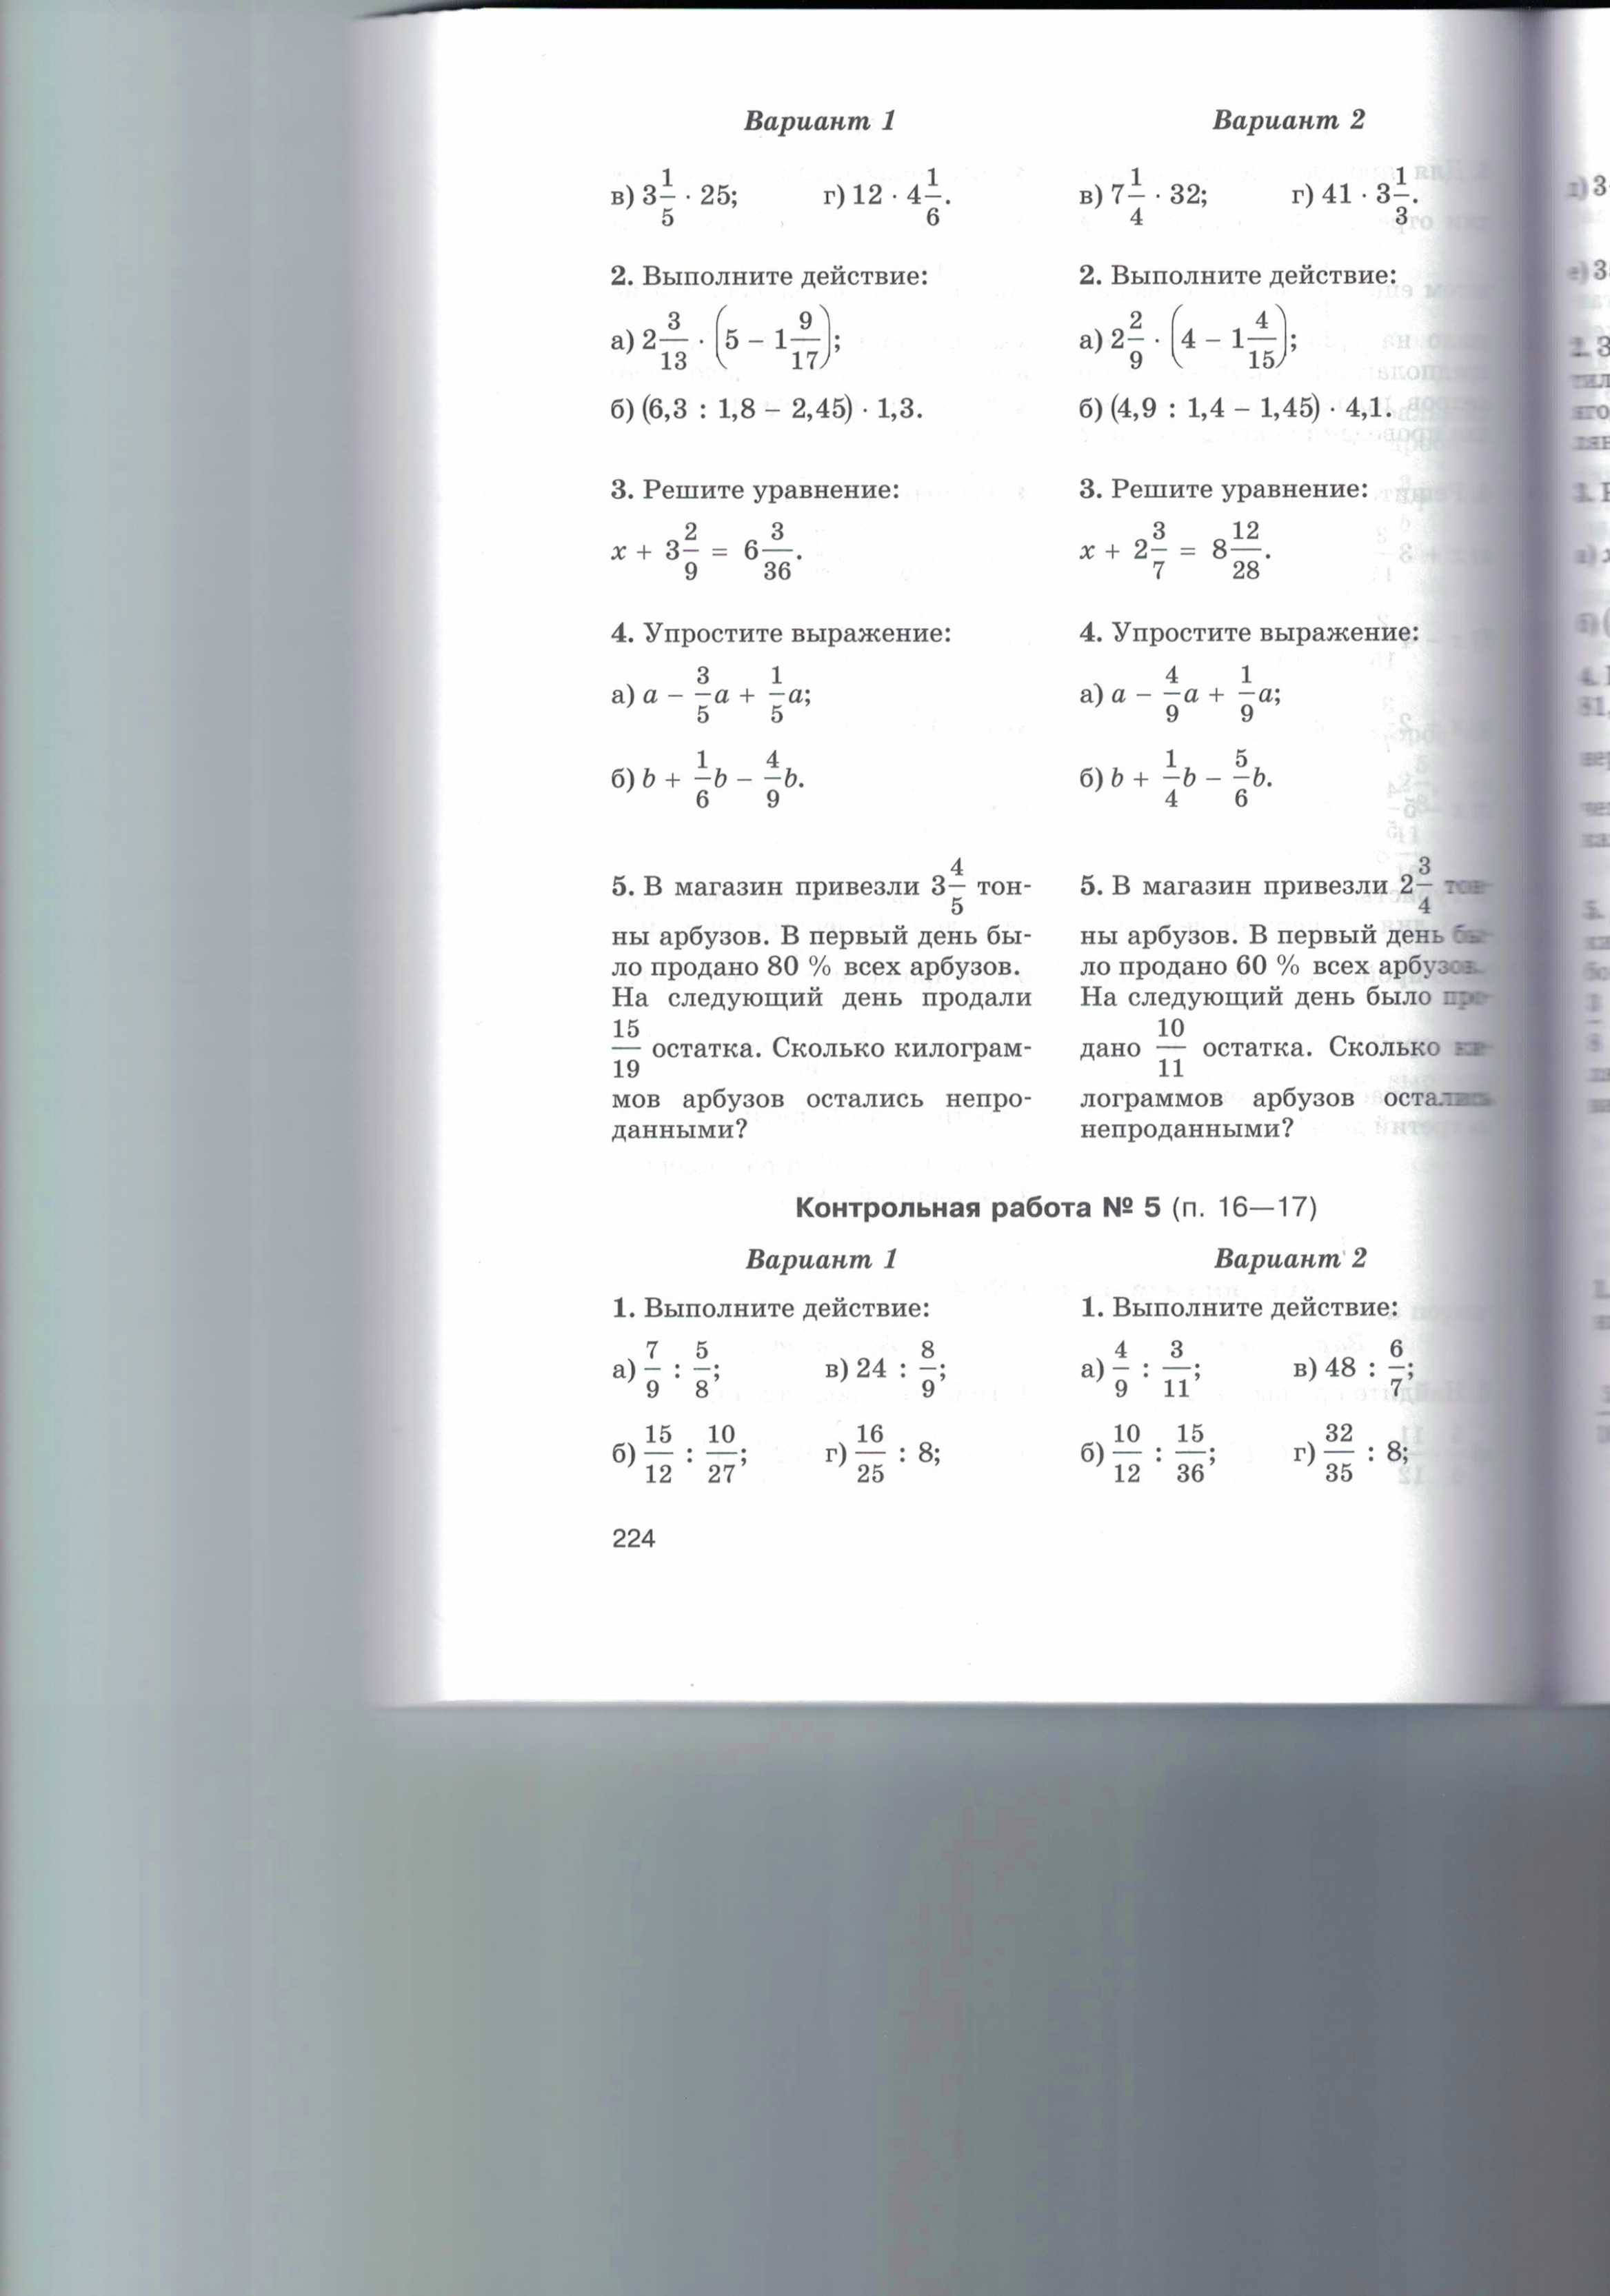 Вариант 1
в) 3 1/5 · 25; г) 12 · 4 1/6.
2. Выполните действие:
а) 2 3/13 · (5 − 1 9/17);
б) (6,3 : 1,8 − 2,45) · 1,3.
3. Решите уравнение:
x + 3 2/9 = 6 3/36.
4. Упростите выражение:
а) a − 3/5 a + 1/5 a;
б) b + 1/6 b − 4/9 b.
5. В магазин привезли 3 4/5 тон-
ны арбузов. В первый день бы-
ло продано 80 % всех арбузов.
На следующий день продали
15/19 остатка. Сколько килограм-
мов арбузов остались непро-
данными?
Вариант 2
в) 7 1/4 · 32; г) 41 · 3 1/3.
2. Выполните действие:
а) 2 2/9 · (4 − 1 4/15);
б) (4,9 : 1,4 − 1,45) · 4,1.
3. Решите уравнение:
x + 2 3/7 = 8 12/28.
4. Упростите выражение:
а) a − 4/9 a + 1/9 a;
б) b + 1/4 b − 5/6 b.
5. В магазин привезли 2 3/4 тон-
ны арбузов. В первый день бы-
ло продано 60 % всех арбузов.
На следующий день было про-
дано 10/11 остатка. Сколько ки-
лограммов арбузов остались
непроданными?
Контрольная работа № 5 (п. 16—17)
Вариант 1
1. Выполните действие:
а) 7/9 : 5/8; в) 24 : 8/9;
б) 15/12 : 10/27; г) 16/25 : 8;
Вариант 2
1. Выполните действие:
а) 4/9 : 3/11; в) 48 : 6/7;
б) 10/12 : 15/36; г) 32/35 : 8;
224